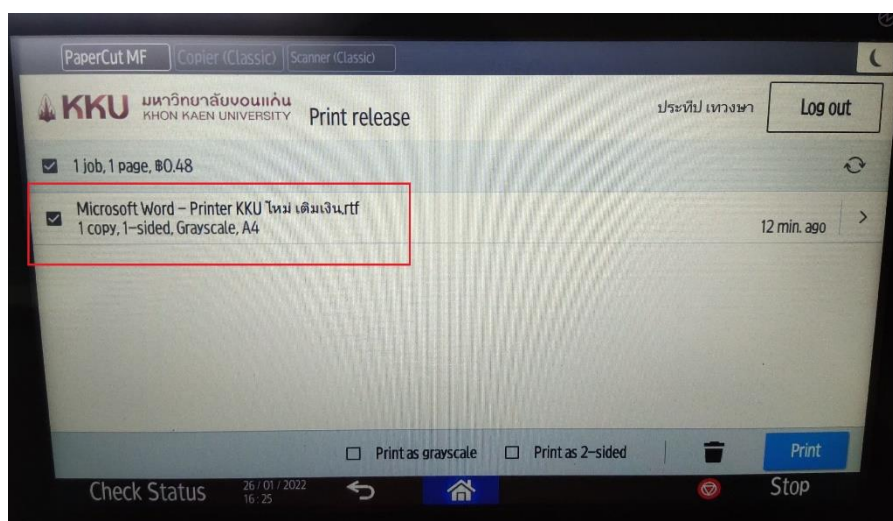 PaperCut MF
Copier (Classic)
Scanner (Classic)
KKU มหาวิทยาลัยขอนแก่น
KHON KAEN UNIVERSITY
Print release
ประทีป เทวงษา
Log out
1 job, 1 page, ฿0.48
Microsoft Word – Printer KKU ใหม่ เติมเงิน.rtf
1 copy, 1–sided, Grayscale, A4
12 min. ago
Print as grayscale
Print as 2–sided
Print
Check Status
26 / 01 / 2022
16 : 25
Stop